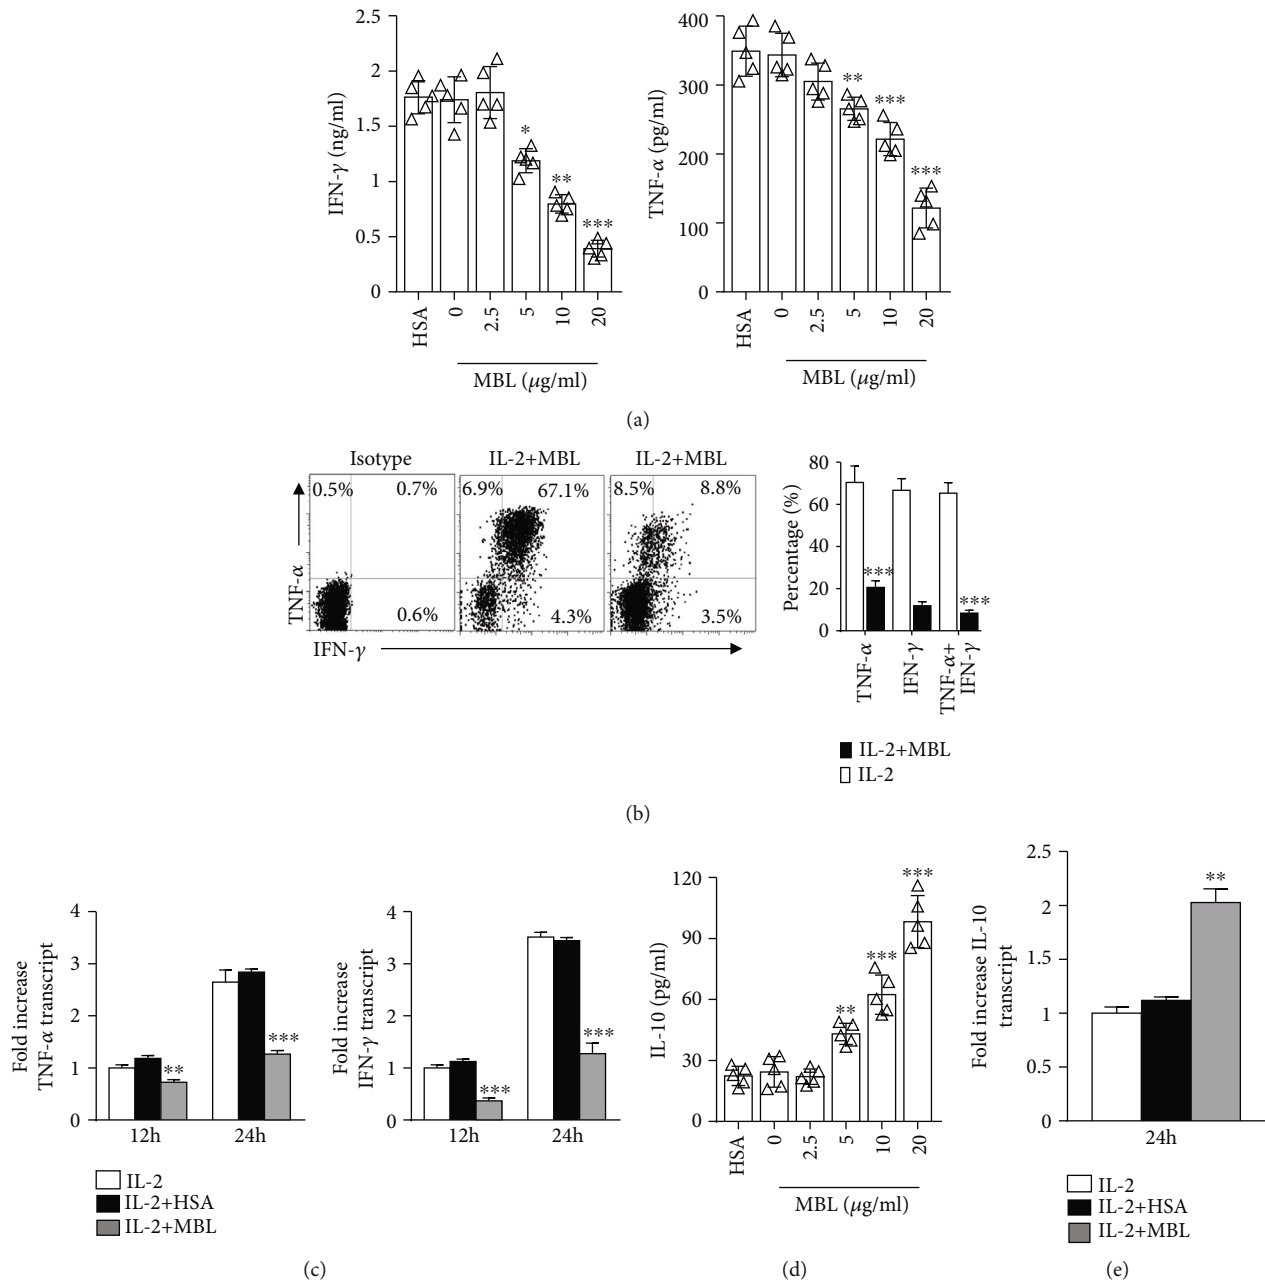 2.5
2
1.5
1
0.5
0
IFN-γ (ng/ml)
*
**
***
HSA
0
2.5
5
10
20
MBL (μg/ml)
400
300
200
100
0
TNF-α (pg/ml)
**
***
***
HSA
0
2.5
5
10
20
MBL (μg/ml)
(a)
Isotype
IL-2+MBL
IL-2+MBL
0.5%
0.7%
0.6%
6.9%
67.1%
4.3%
8.5%
8.8%
3.5%
TNF-α
IFN-γ
80
60
40
20
0
Percentage (%)
***
***
TNF-α
IFN-γ
TNF-α+
IFN-γ
IL-2+MBL
IL-2
(b)
4
3
2
1
0
Fold increase
TNF-α transcript
**
***
12h
24h
4
3
2
1
0
Fold increase
IFN-γ transcript
***
***
12h
24h
IL-2
IL-2+HSA
IL-2+MBL
(c)
120
90
60
30
0
IL-10 (pg/ml)
**
***
***
HSA
0
2.5
5
10
20
MBL (μg/ml)
(d)
2.5
2
1.5
1
0.5
0
Fold increase IL-10
transcript
**
24h
IL-2
IL-2+HSA
IL-2+MBL
(e)